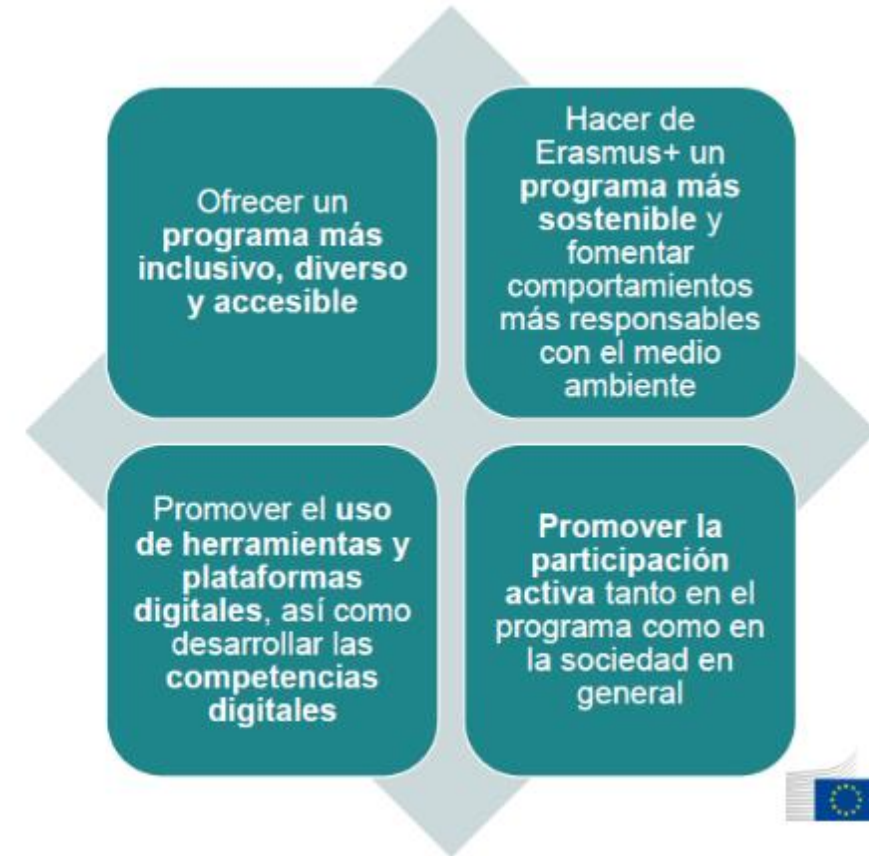 Ofrecer un
programa más
inclusivo, diverso
y accesible
Hacer de
Erasmus+ un
programa más
sostenible y
fomentar
comportamientos
más responsables
con el medio
ambiente
Promover el uso
de herramientas y
plataformas
digitales, así como
desarrollar las
competencias
digitales
Promover la
participación
activa tanto en el
programa como en
la sociedad en
general